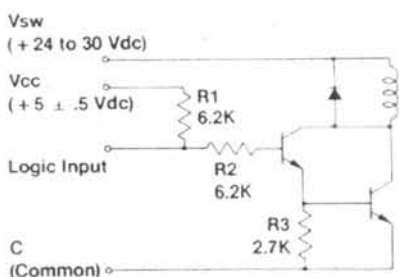 Vsw
(+24 to 30 Vdc)
Vcc
(+5 ± .5 Vdc)
R1
6.2K
Logic Input
R2
6.2K
R3
2.7K
C
(Common)